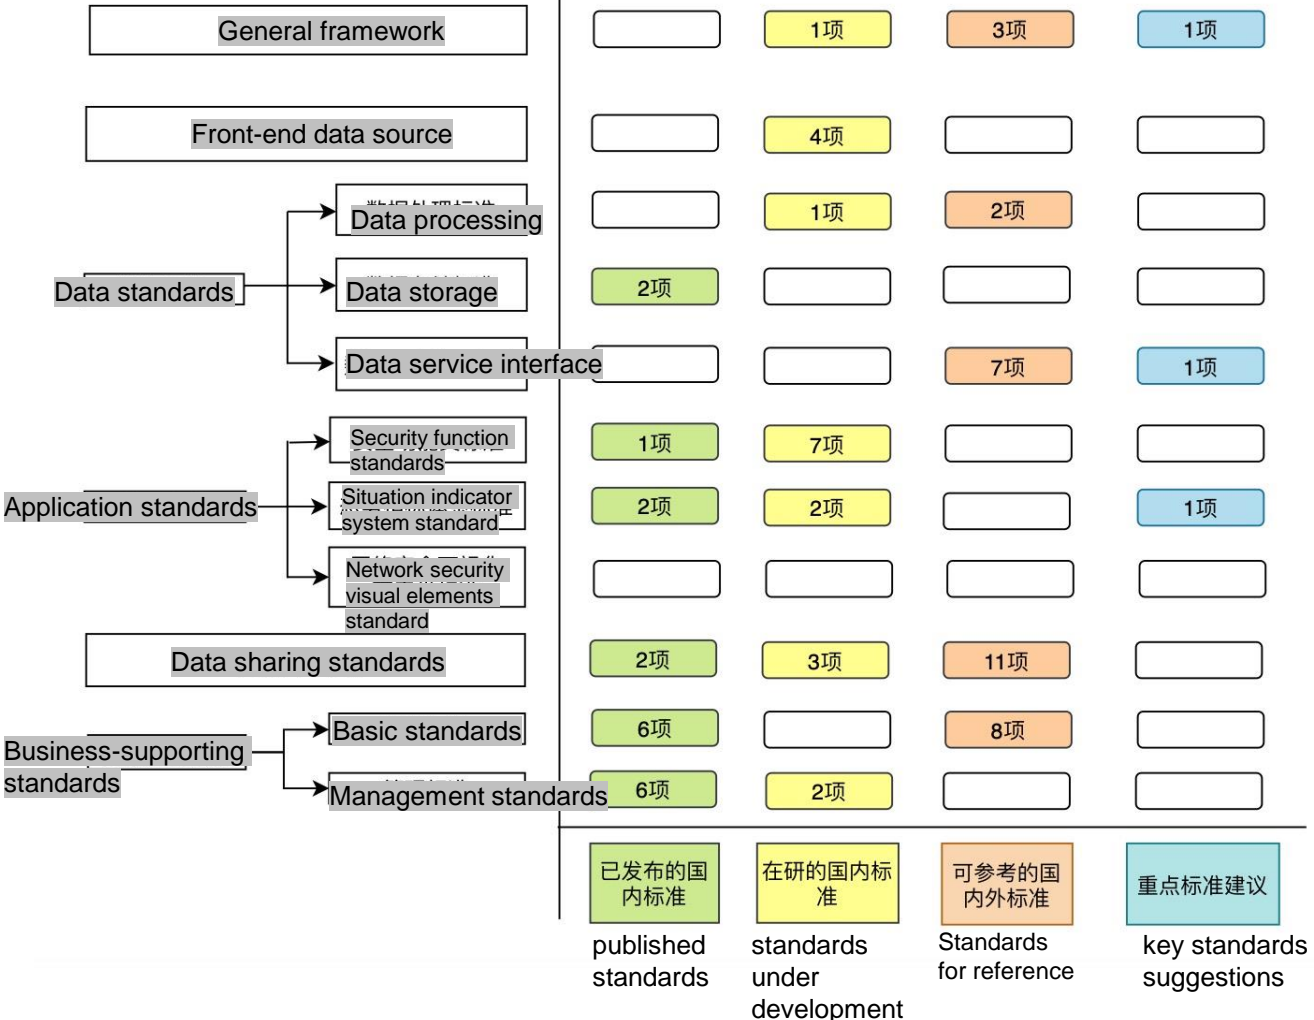 General framework
1项
3项
1项
Front-end data source
4项
Data processing
1项
2项
Data standards
Data storage
2项
Data service interface
7项
1项
Security function
standards
1项
7项
Application standards
Situation indicator
system standard
2项
2项
1项
Network security
visual elements
standard
Data sharing standards
2项
3项
11项
Business-supporting
standards
Basic standards
6项
8项
Management standards
6项
2项
已发布的国
内标准
在研的国内标
准
可参考的国
内外标准
重点标准建议
published
standards
standards
under
development
Standards
for reference
key standards
suggestions